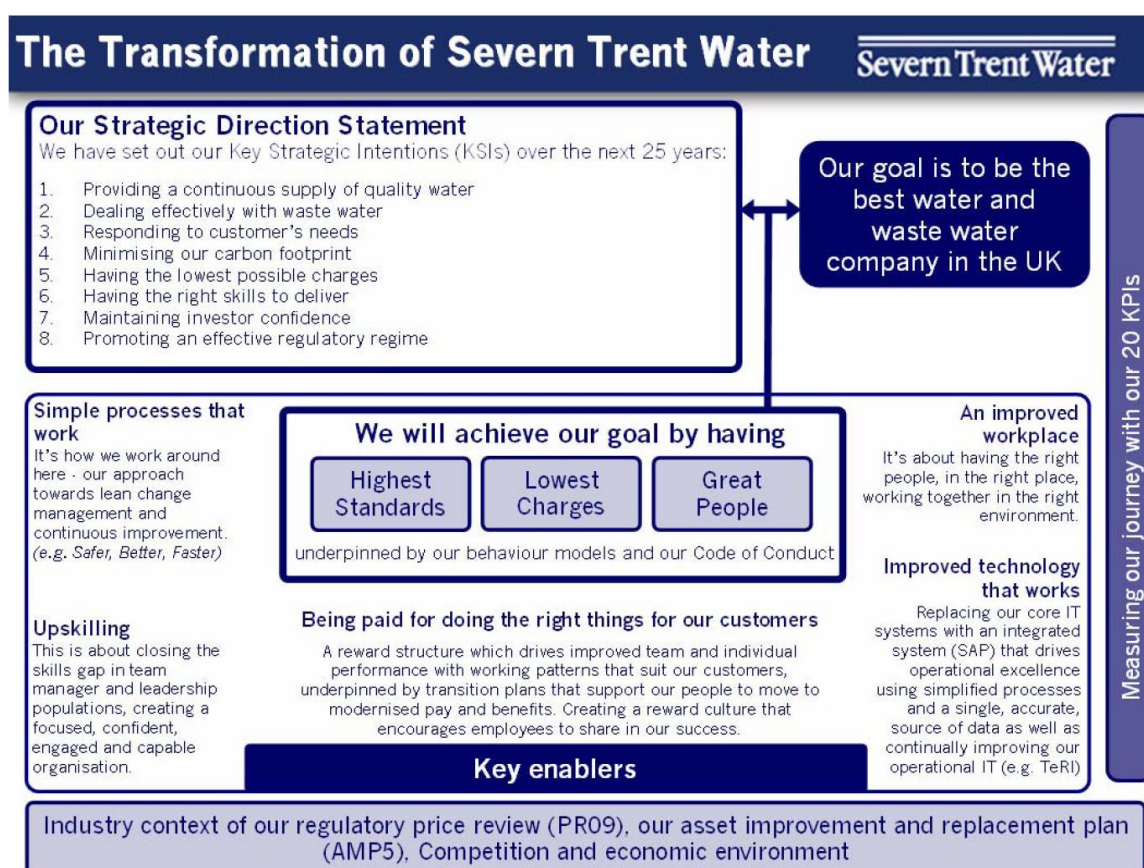 The Transformation of Severn Trent Water
Severn Trent Water
Our Strategic Direction Statement
We have set out our Key Strategic Intentions (KSIs) over the next 25 years:
1. Providing a continuous supply of quality water
2. Dealing effectively with waste water
3. Responding to customer's needs
4. Minimising our carbon footprint
5. Having the lowest possible charges
6. Having the right skills to deliver
7. Maintaining investor confidence
8. Promoting an effective regulatory regime
Our goal is to be the
best water and
waste water
company in the UK
Simple processes that
work
It's how we work around
here - our approach
towards lean change
management and
continuous improvement.
(e.g. Safer, Better, Faster)
Upskilling
This is about closing the
skills gap in team
manager and leadership
populations, creating a
focused, confident,
engaged and capable
organisation.
We will achieve our goal by having
Highest
Standards
Lowest
Charges
Great
People
underpinned by our behaviour models and our Code of Conduct
Being paid for doing the right things for our customers
A reward structure which drives improved team and individual
performance with working patterns that suit our customers,
underpinned by transition plans that support our people to move to
modernised pay and benefits. Creating a reward culture that
encourages employees to share in our success.
Key enablers
An improved
workplace
It's about having the right
people, in the right place,
working together in the right
environment.
Improved technology
that works
Replacing our core IT
systems with an integrated
system (SAP) that drives
operational excellence
using simplified processes
and a single, accurate,
source of data as well as
continually improving our
operational IT (e.g. TeRI)
Measuring our journey with our 20 KPIs
Industry context of our regulatory price review (PR09), our asset improvement and replacement plan
(AMP5), Competition and economic environment